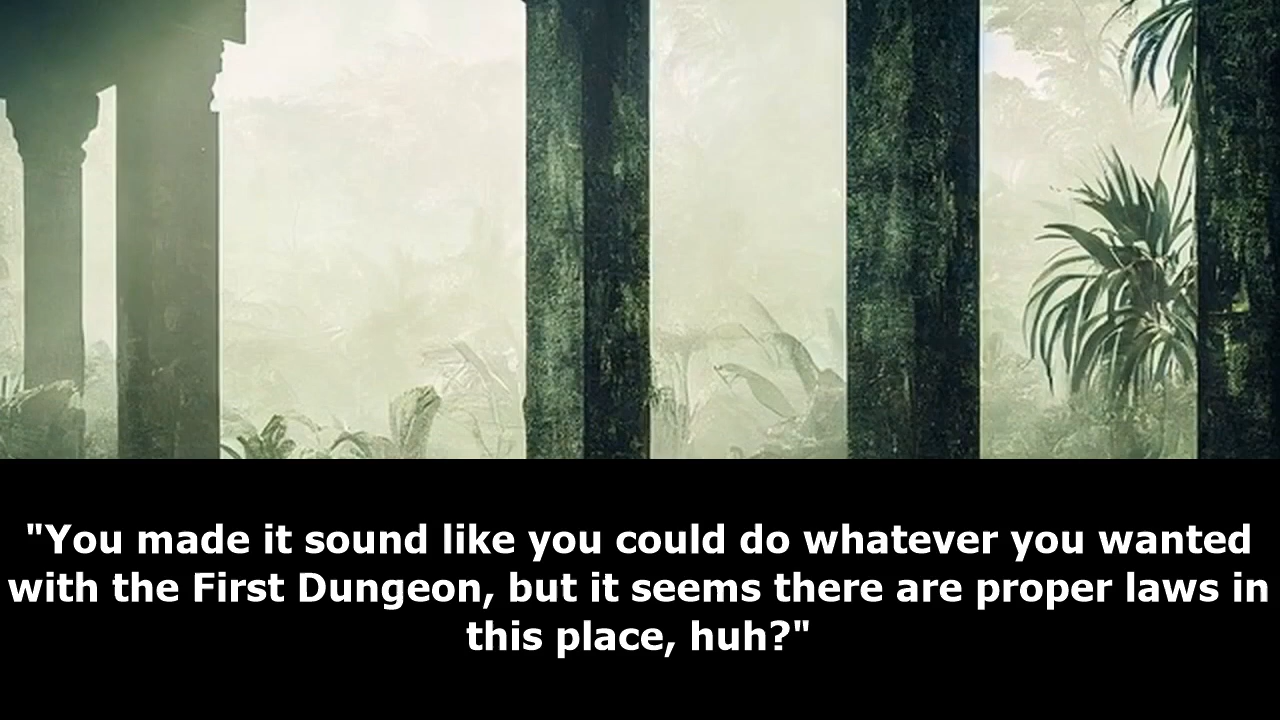 "You made it sound like you could do whatever you wanted
with the First Dungeon, but it seems there are proper laws in
this place, huh?"